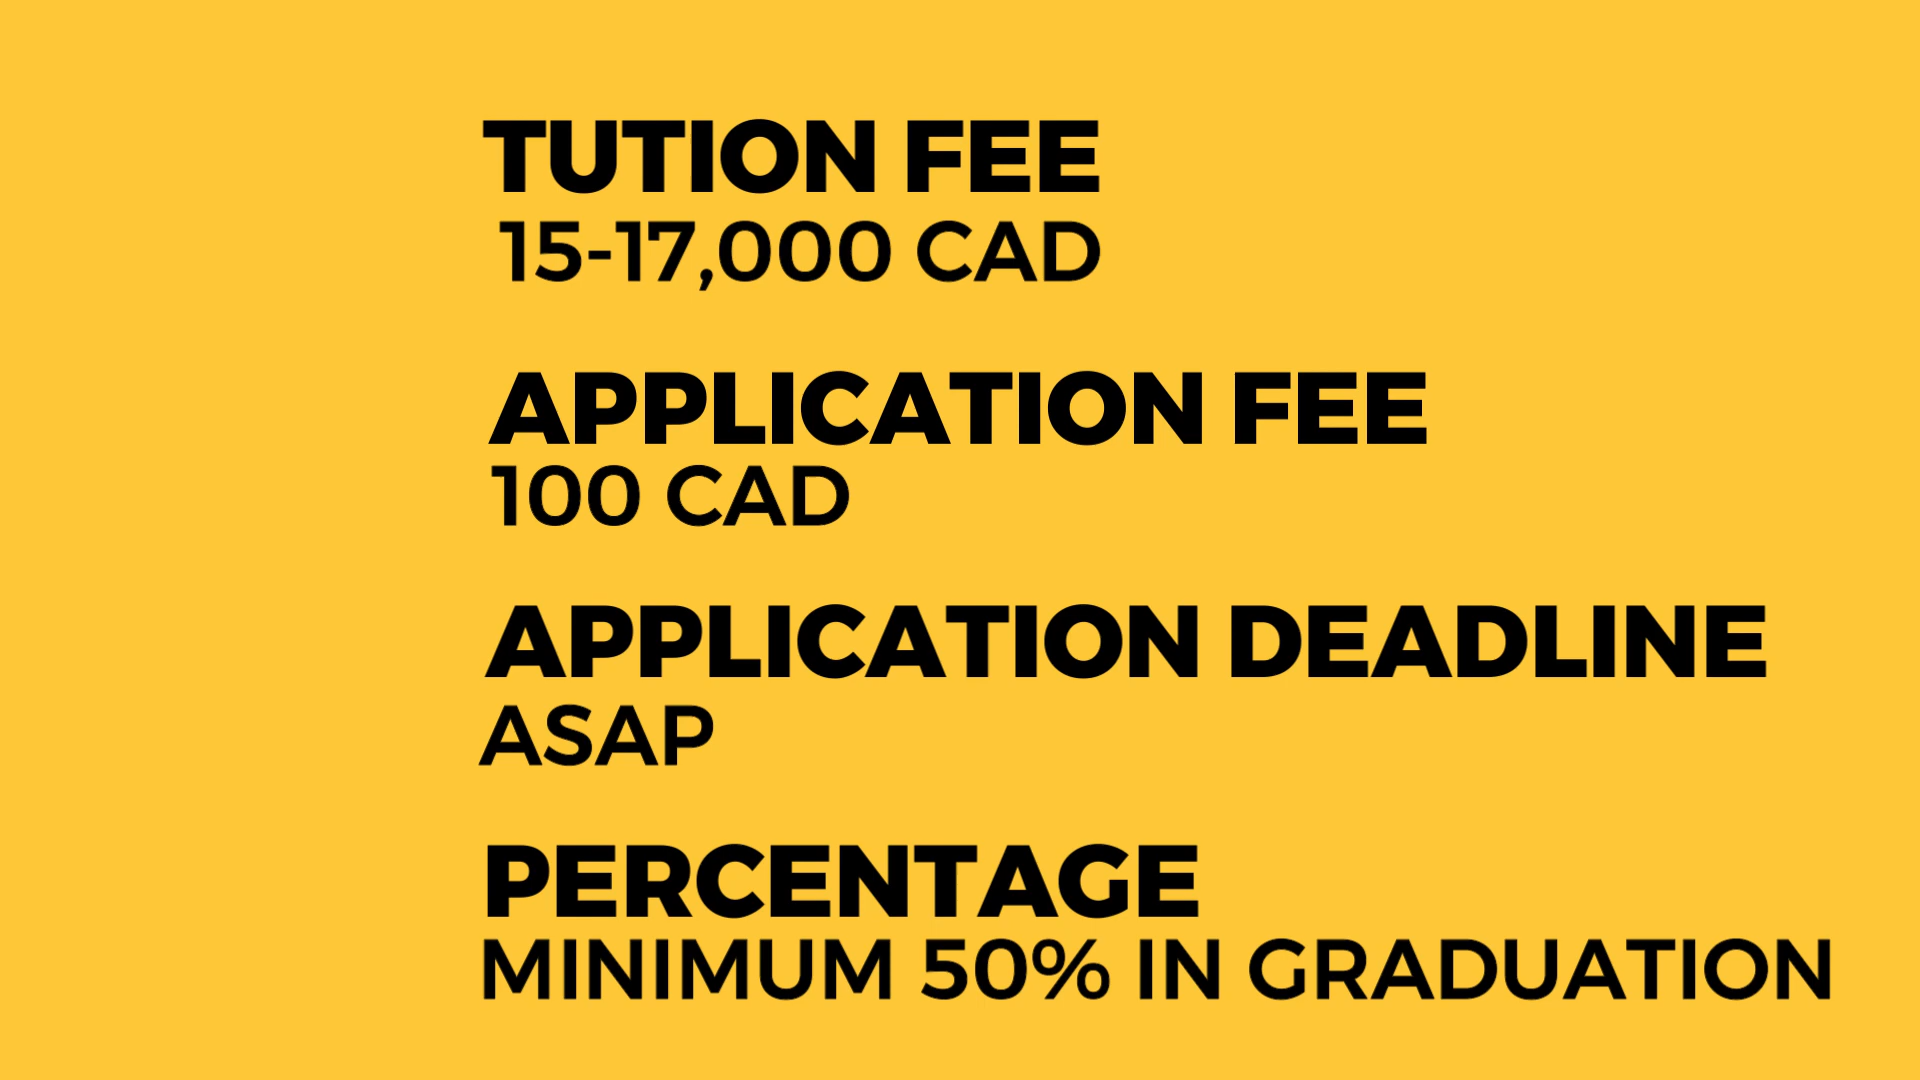 TUTION FEE
15-17,000 CAD
APPLICATION FEE
100 CAD
APPLICATION DEADLINE
ASAP
PERCENTAGE
MINIMUM 50% IN GRADUATION